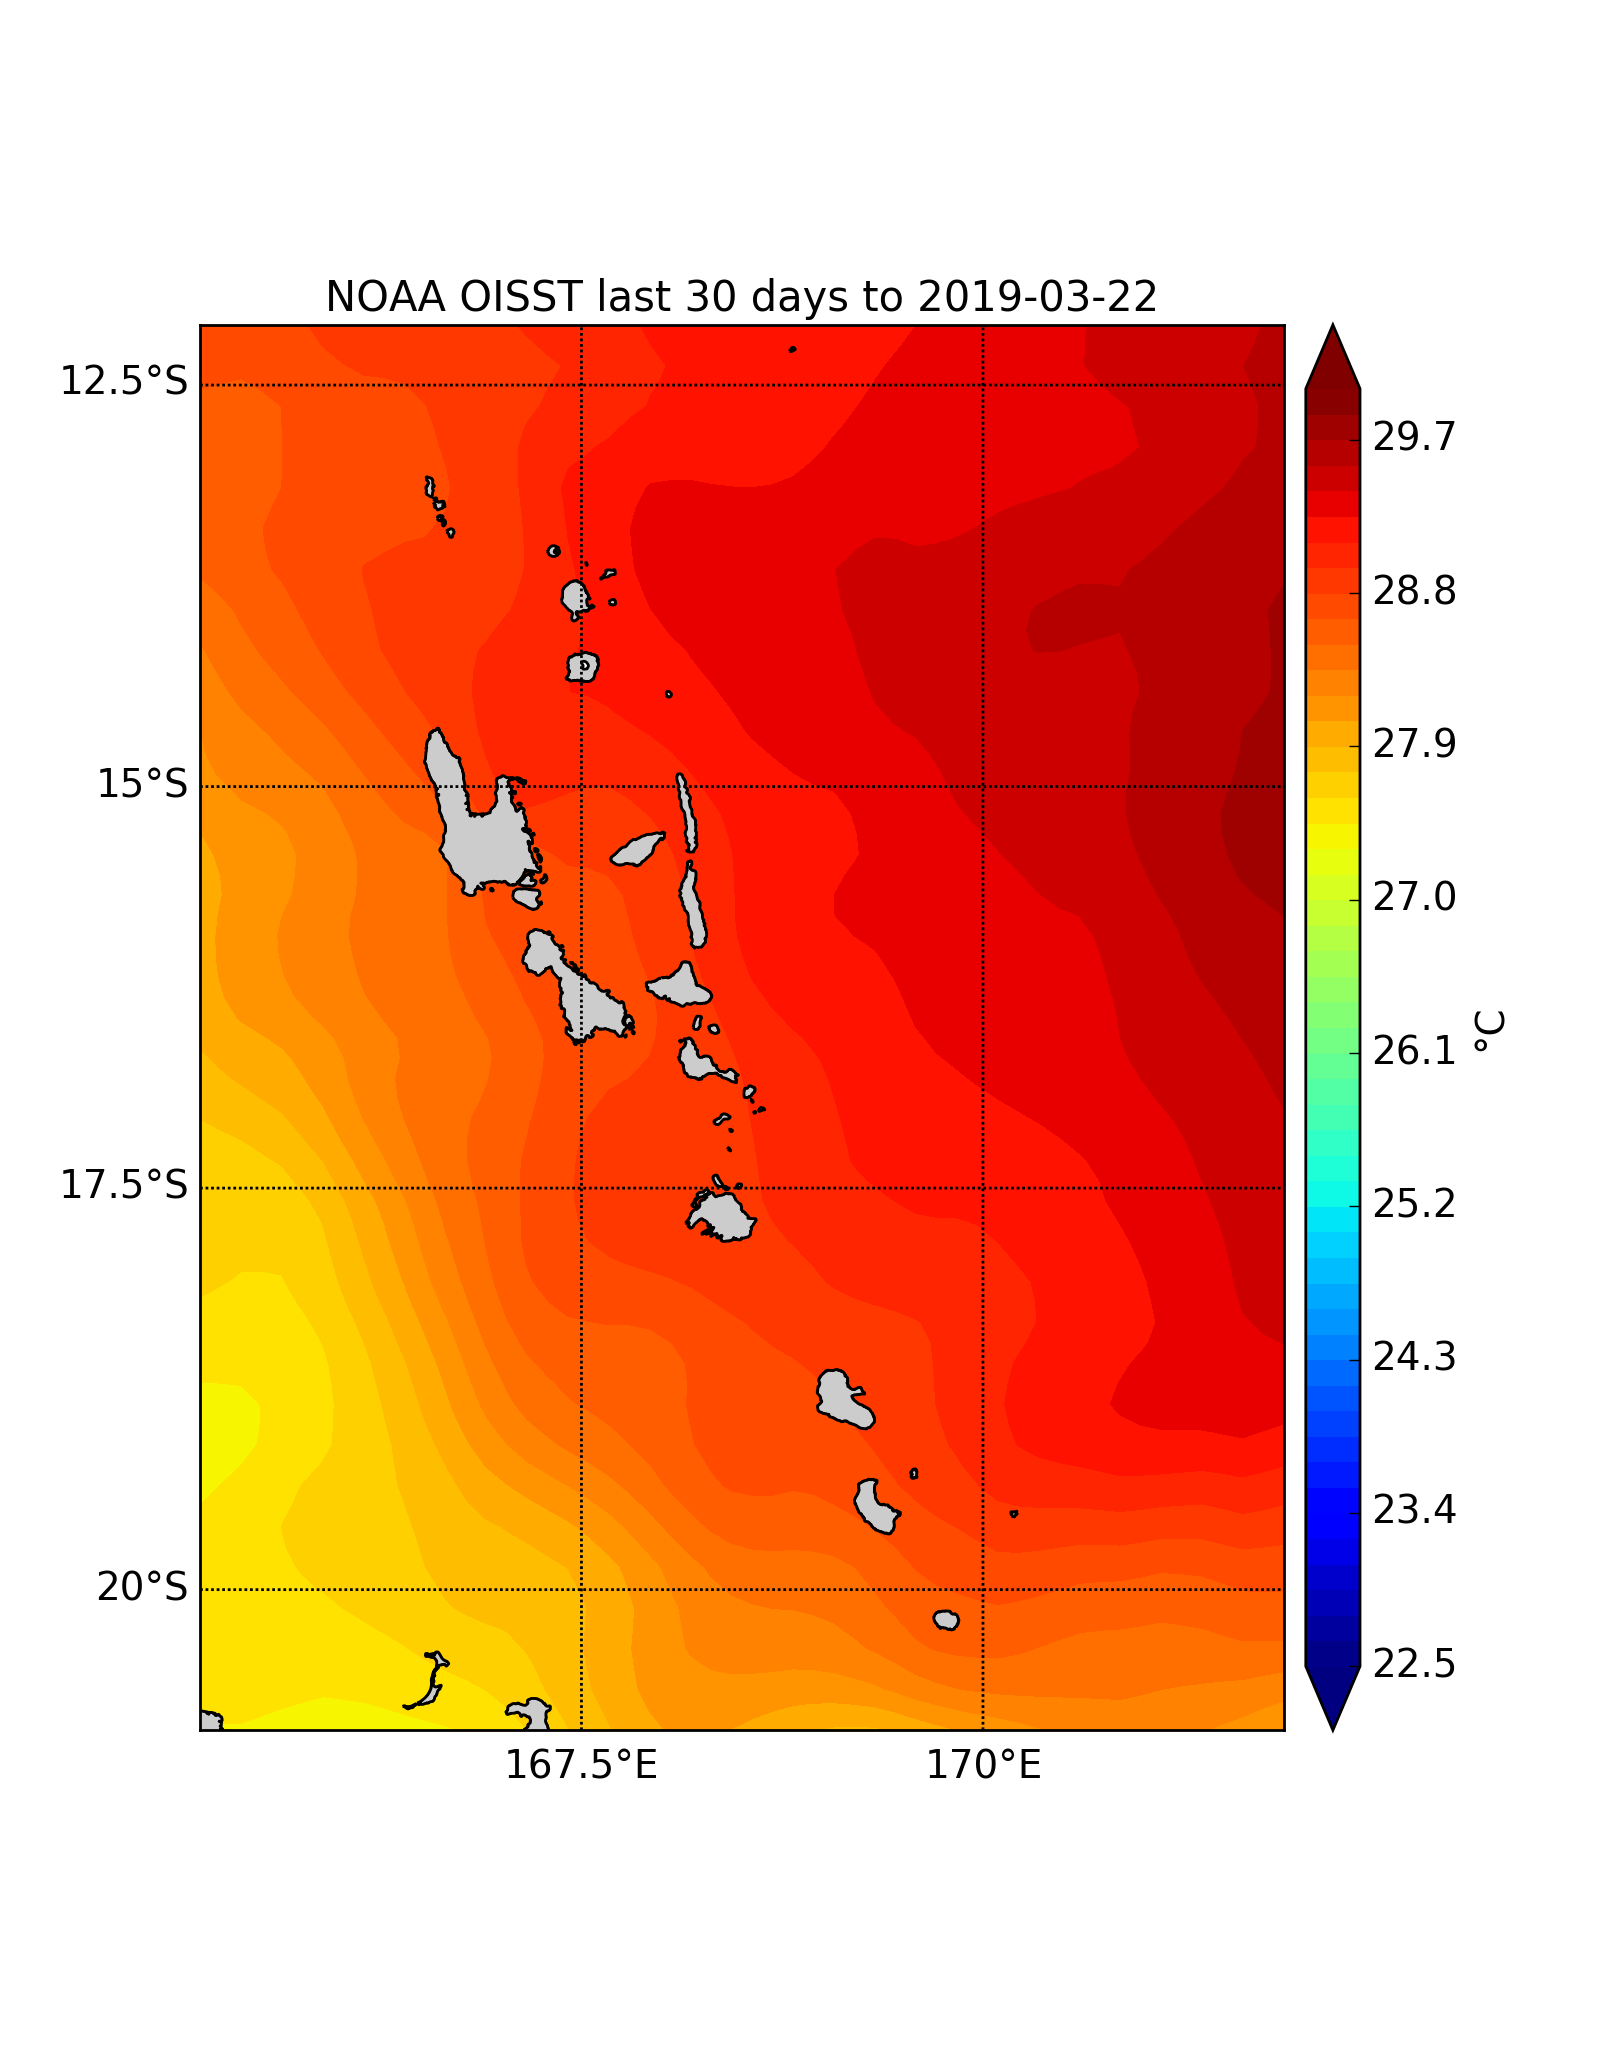 NOAA OISST last 30 days to 2019-03-22
12.5°S
15°S
17.5°S
20°S
167.5°E
170°E
29.7
28.8
27.9
27.0
26.1
25.2
24.3
23.4
22.5
°C